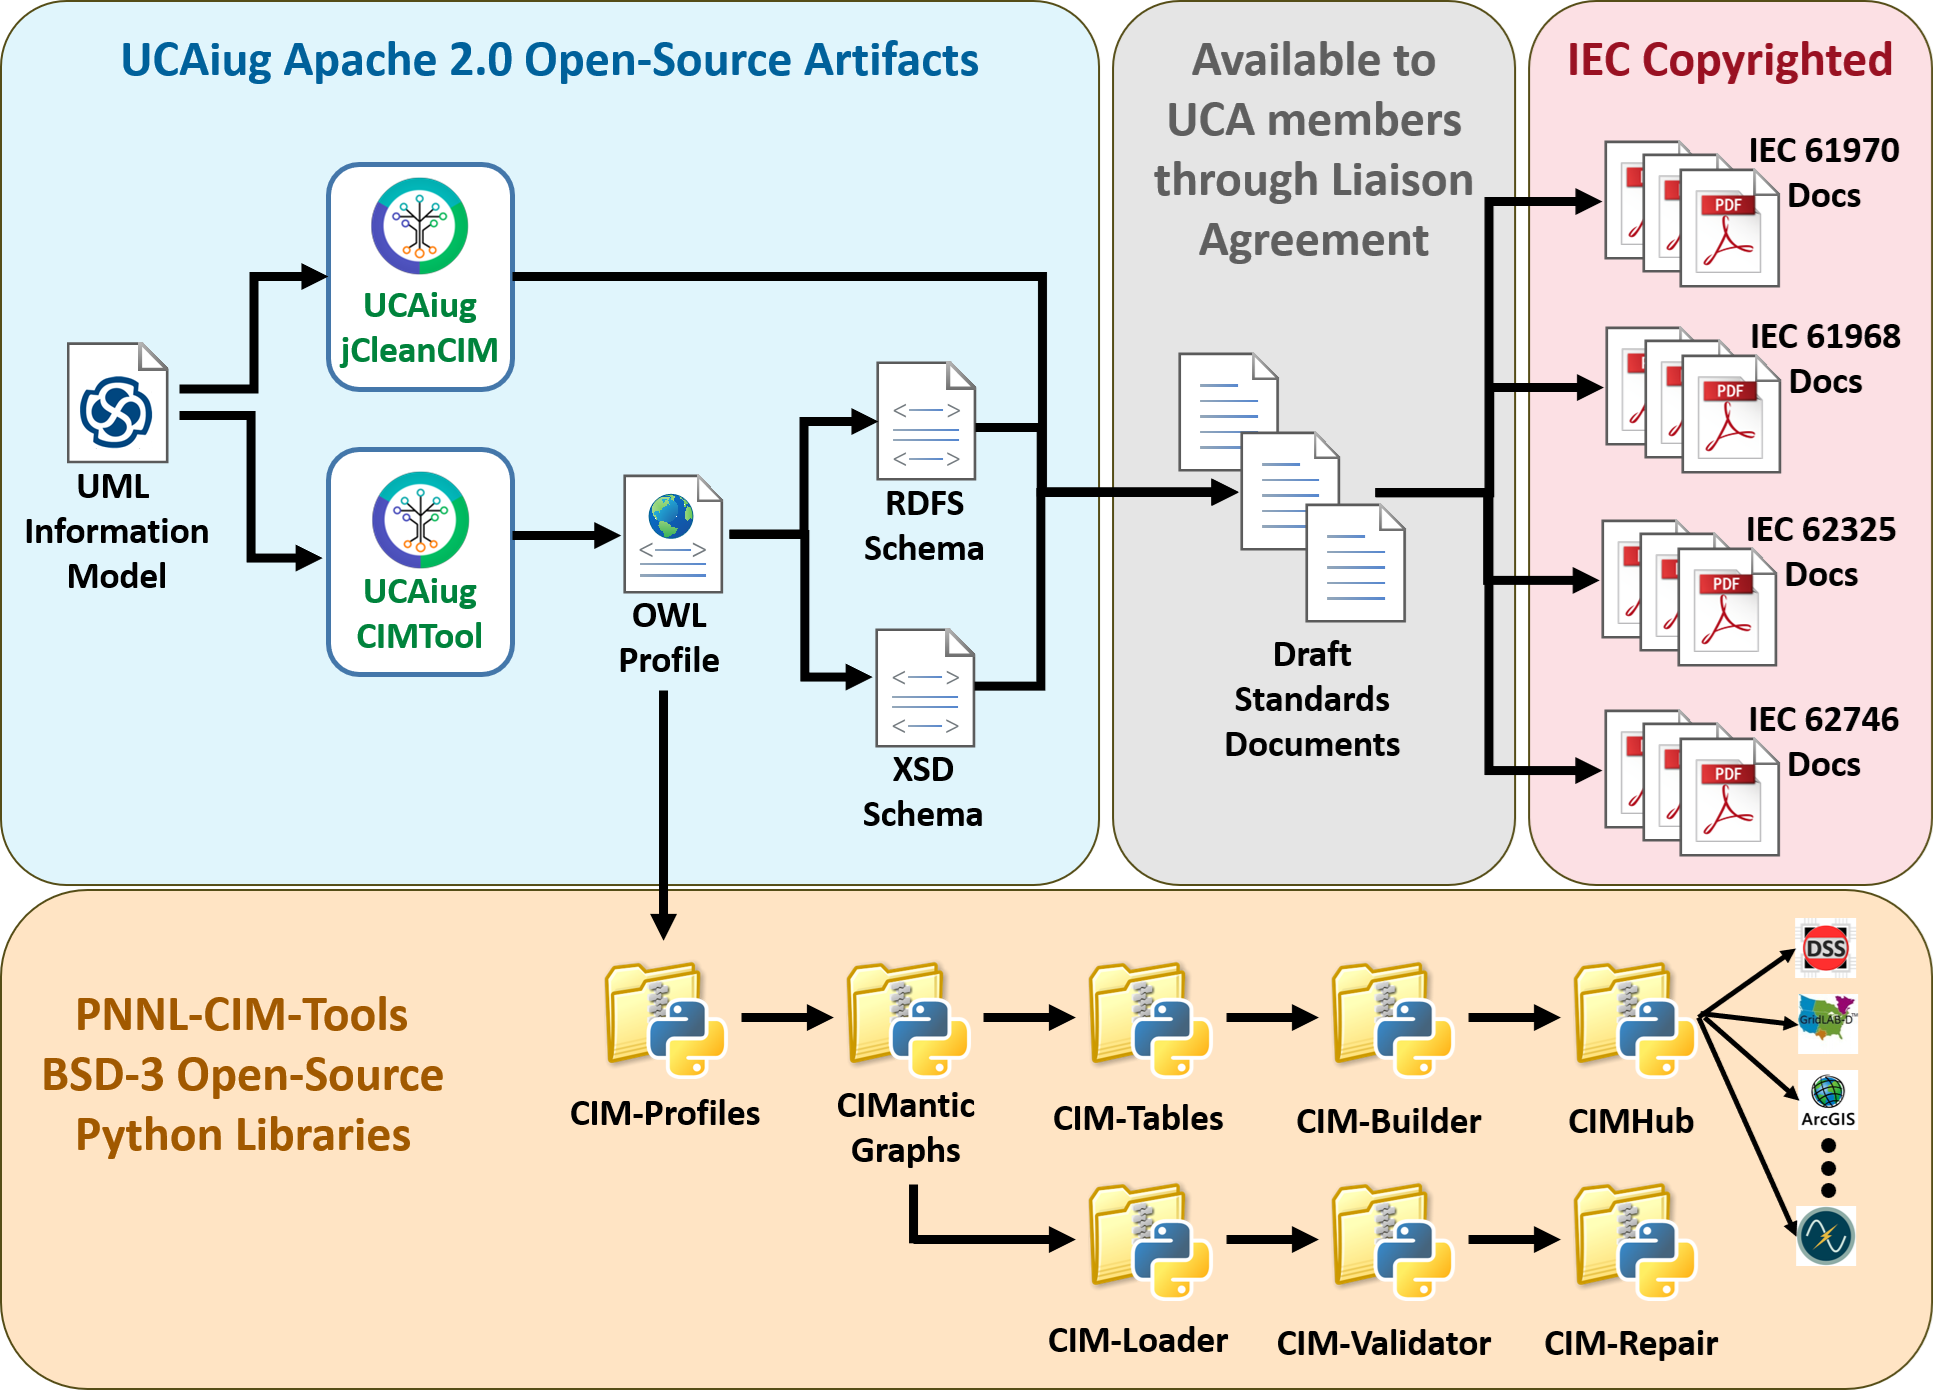 UCAiug Apache 2.0 Open-Source Artifacts
UCAiug
jCleanCIM
UML
Information
Model
UCAiug
CIMTool
OWL
Profile
RDFS
Schema
XSD
Schema
Available to
UCA members
through Liaison
Agreement
Draft
Standards
Documents
IEC Copyrighted
IEC 61970
Docs
PDF
IEC 61968
Docs
PDF
IEC 62325
Docs
PDF
IEC 62746
Docs
PDF
PNNL-CIM-Tools
BSD-3 Open-Source
Python Libraries
CIM-Profiles
CIMantic
Graphs
CIM-Tables
CIM-Builder
CIMHub
DSS
GridLAB-D™
ArcGIS
CIM-Loader
CIM-Validator
CIM-Repair